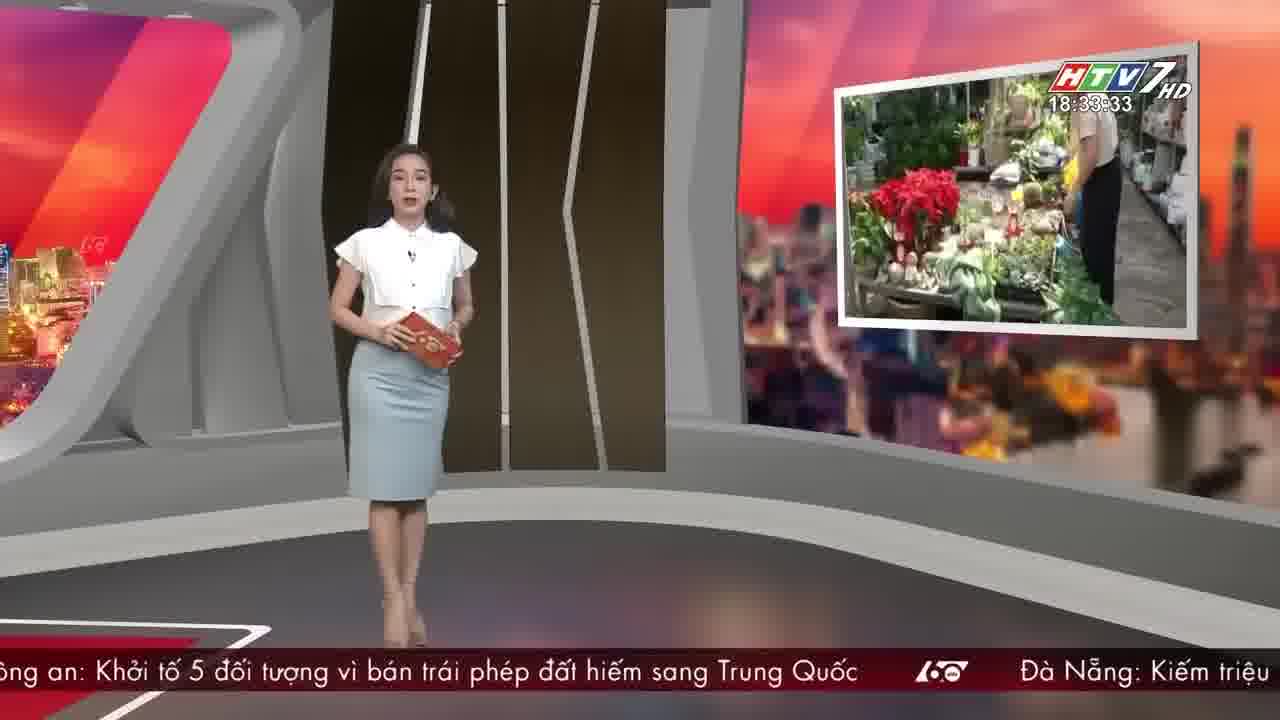 HTV7 HD
18:33:33
ông an: Khởi tố 5 đối tượng vì bán trái phép đất hiếm sang Trung Quốc 60 Đà Nẵng: Kiếm triệu